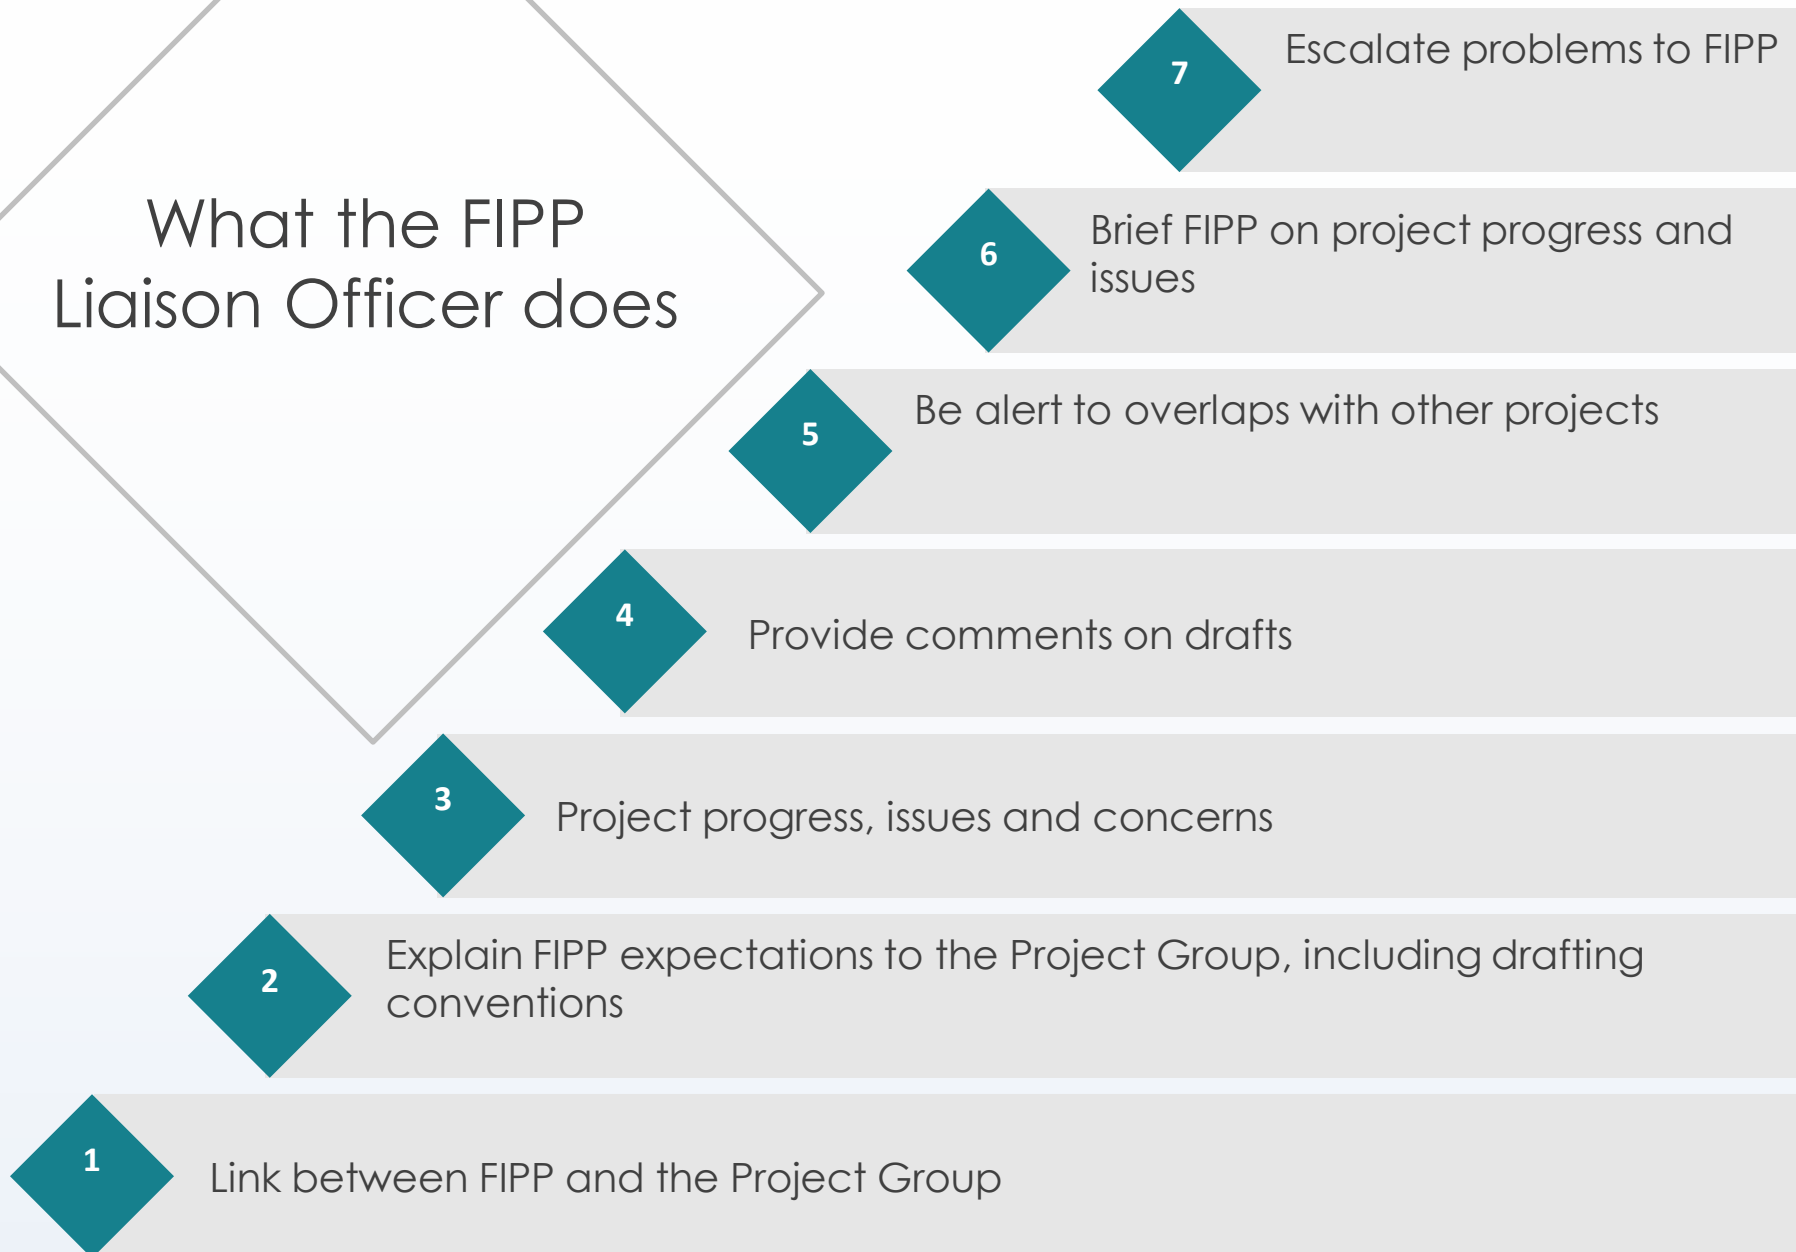 What the FIPP
Liaison Officer does
7
Escalate problems to FIPP
6
Brief FIPP on project progress and
issues
5
Be alert to overlaps with other projects
4
Provide comments on drafts
3
Project progress, issues and concerns
2
Explain FIPP expectations to the Project Group, including drafting
conventions
1
Link between FIPP and the Project Group